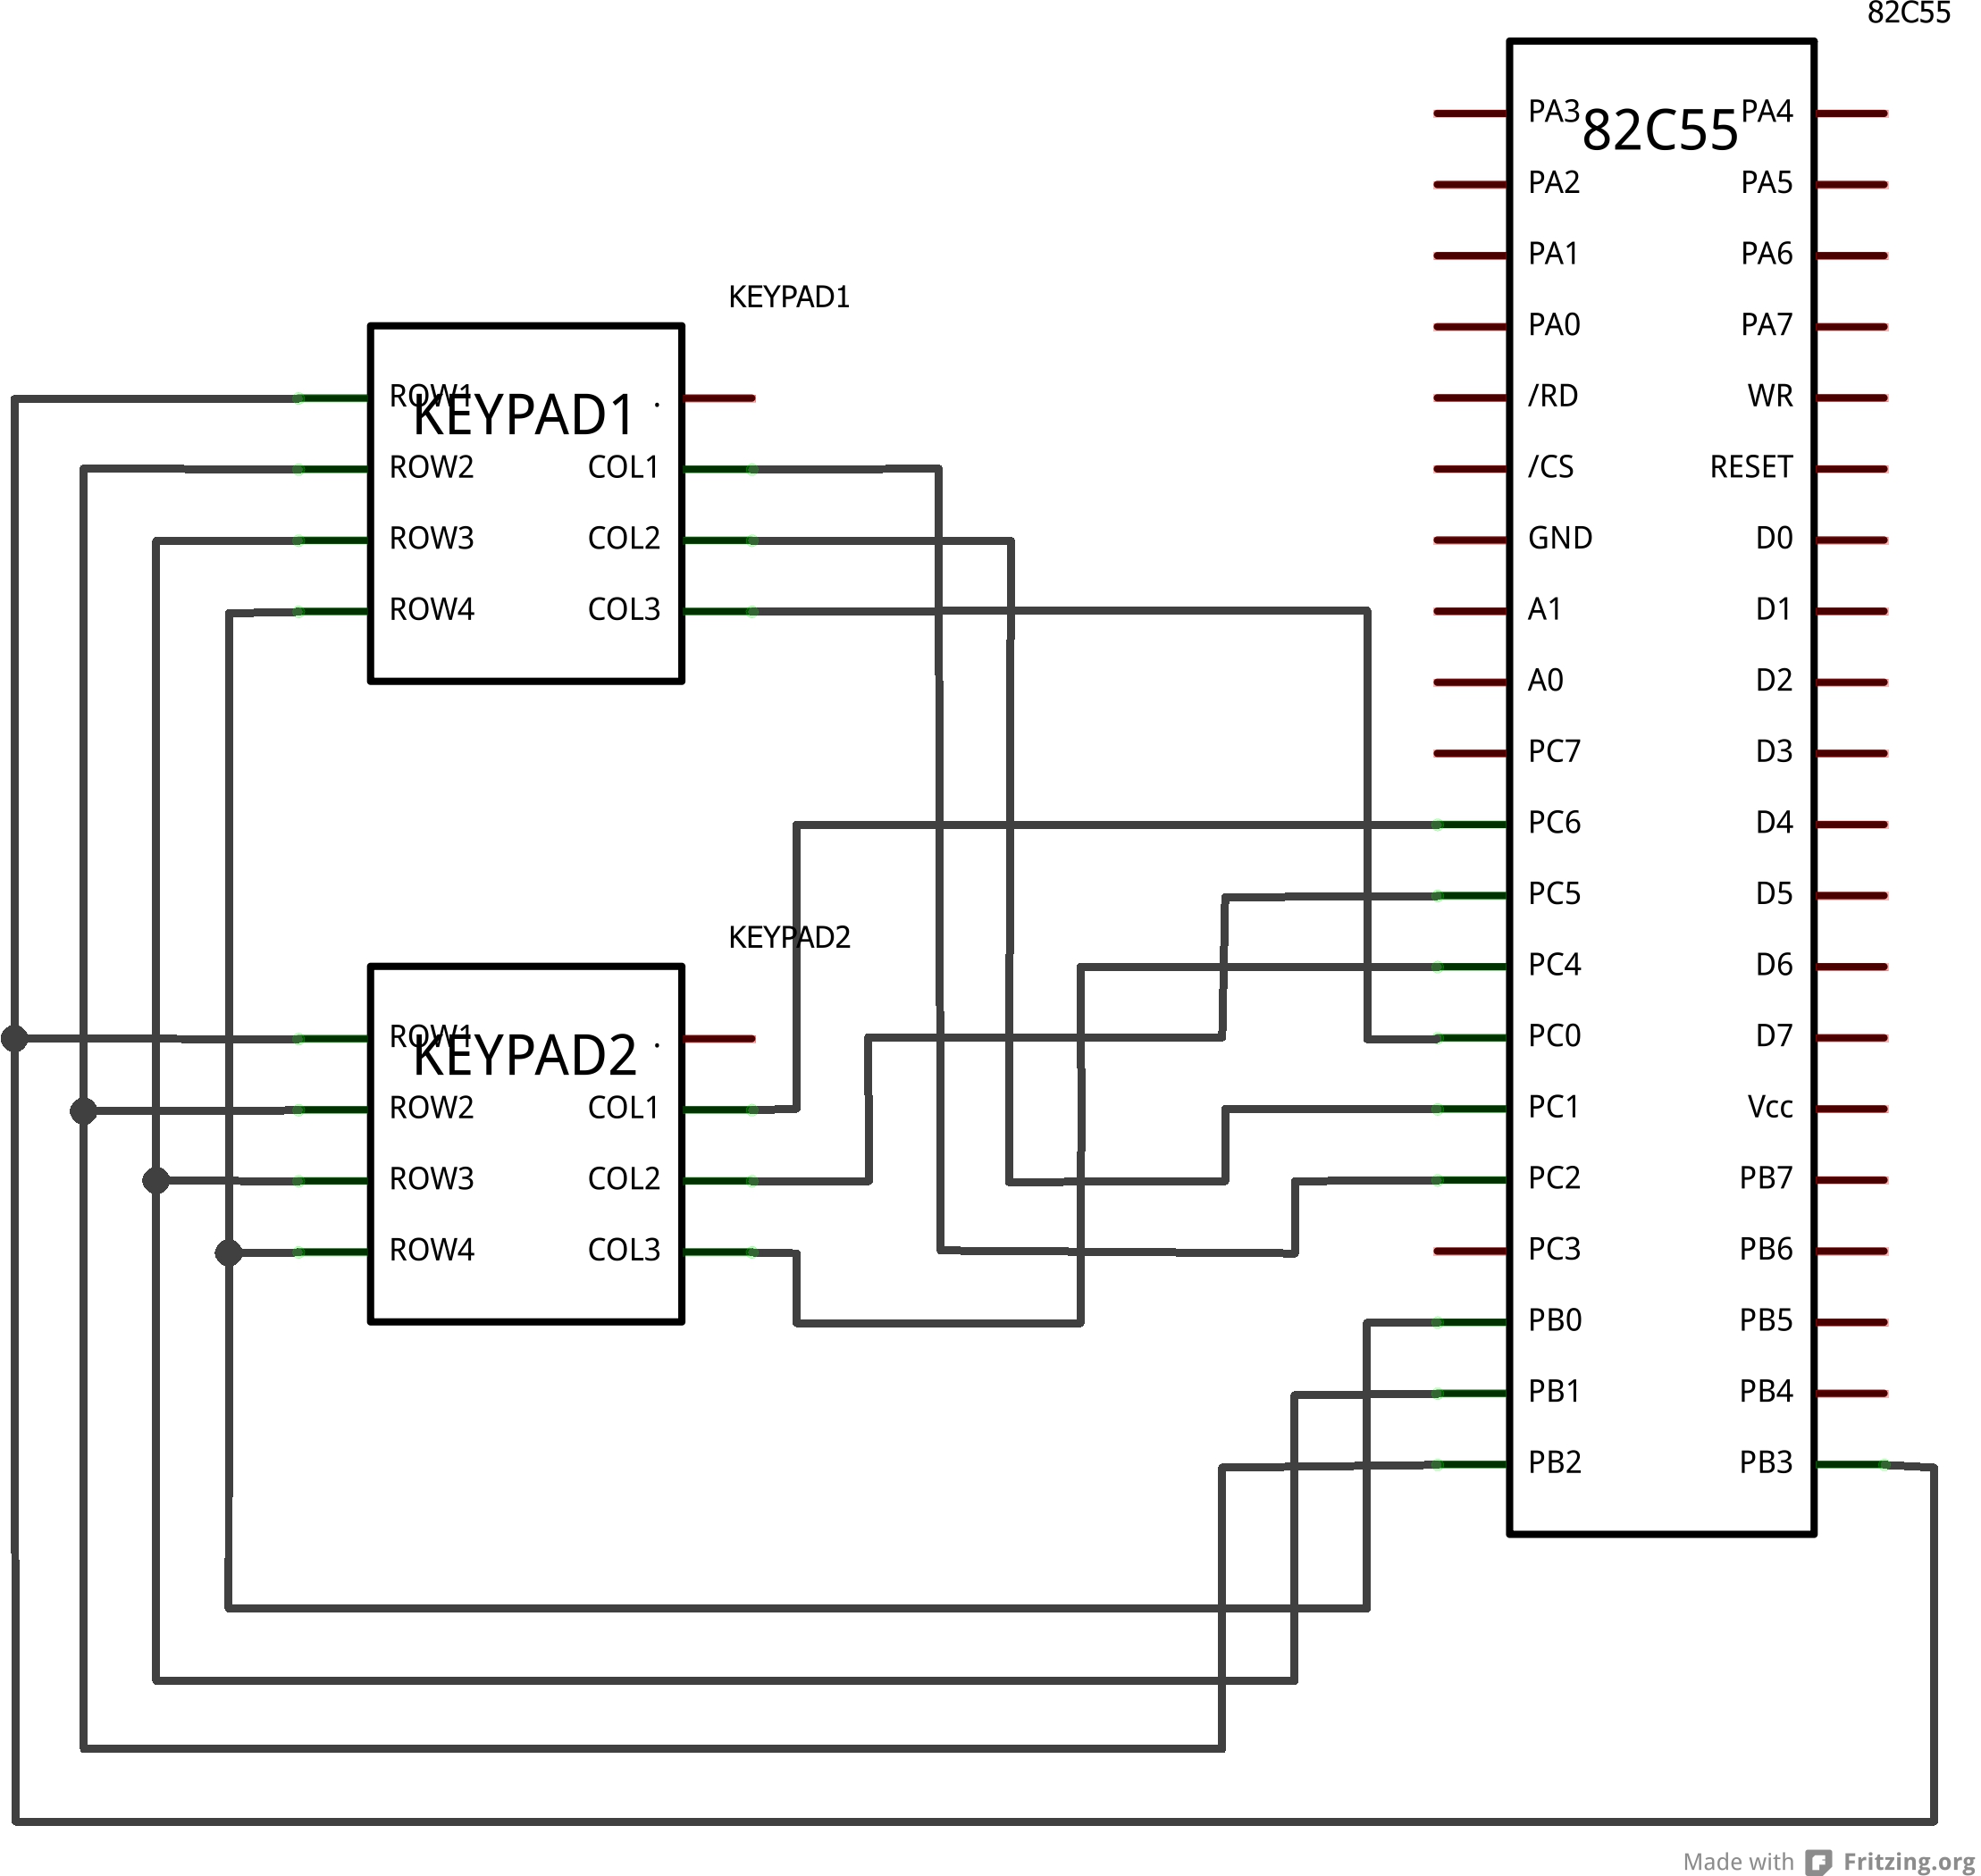 82C55
82C55
PA3 PA4
PA2 PA5
PA1 PA6
PA0 PA7
/RD WR
/CS RESET
GND D0
A1 D1
A0 D2
PC7 D3
PC6 D4
PC5 D5
PC4 D6
PC0 D7
PC1 Vcc
PC2 PB7
PC3 PB6
PB0 PB5
PB1 PB4
PB2 PB3
KEYPAD1
KEYPAD1
ROW1 .
ROW2 COL1
ROW3 COL2
ROW4 COL3
KEYPAD2
KEYPAD2
ROW1 .
ROW2 COL1
ROW3 COL2
ROW4 COL3
Made with Fritzing.org